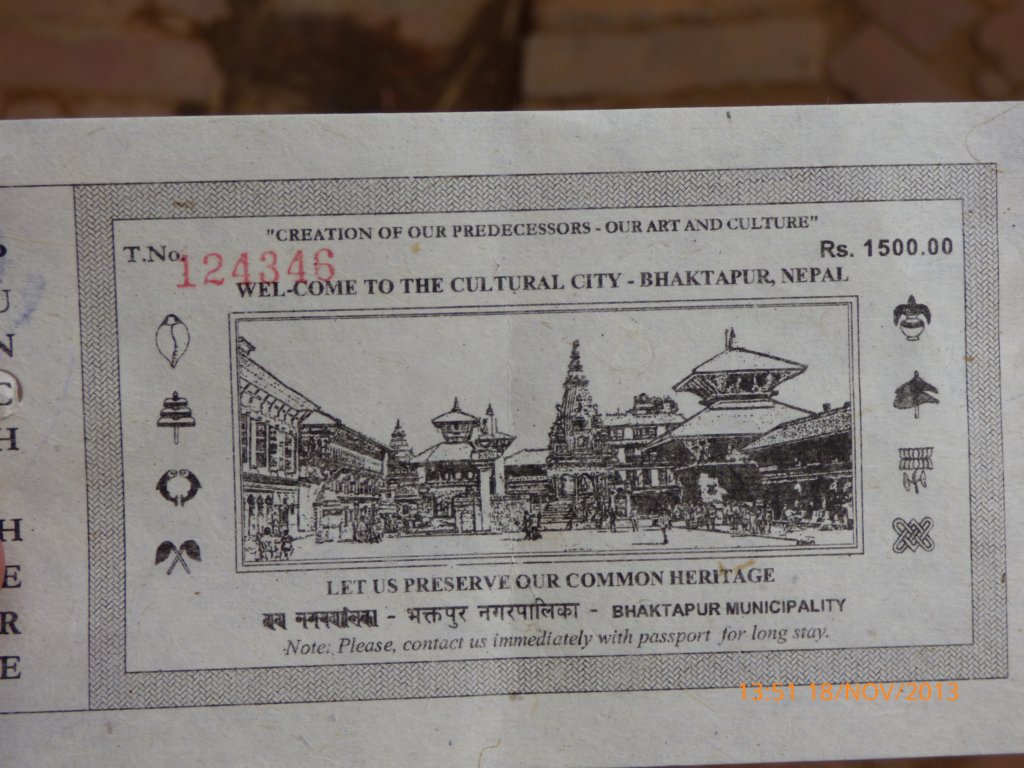 "CREATION OF OUR PREDECESSORS - OUR ART AND CULTURE"
T.No. 124346
Rs. 1500.00
WEL-COME TO THE CULTURAL CITY - BHAKTAPUR, NEPAL
LET US PRESERVE OUR COMMON HERITAGE
- भक्तपुर नगरपालिका - BHAKTAPUR MUNICIPALITY
Note: Please, contact us immediately with passport for long stay.
13:51 18/NOV/2013